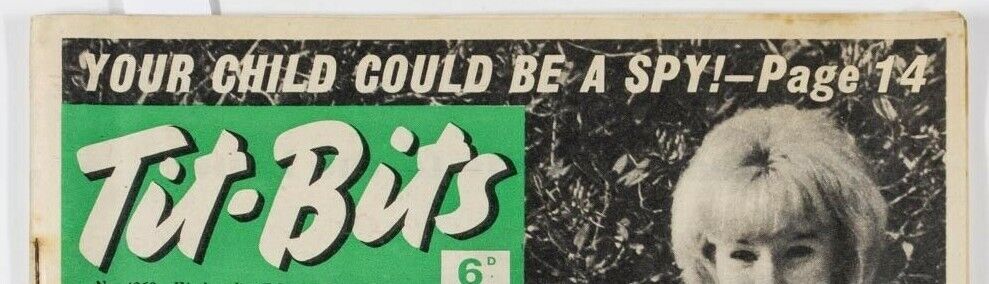 YOUR CHILD COULD BE A SPY!—Page 14
Tit-Bits
6D.